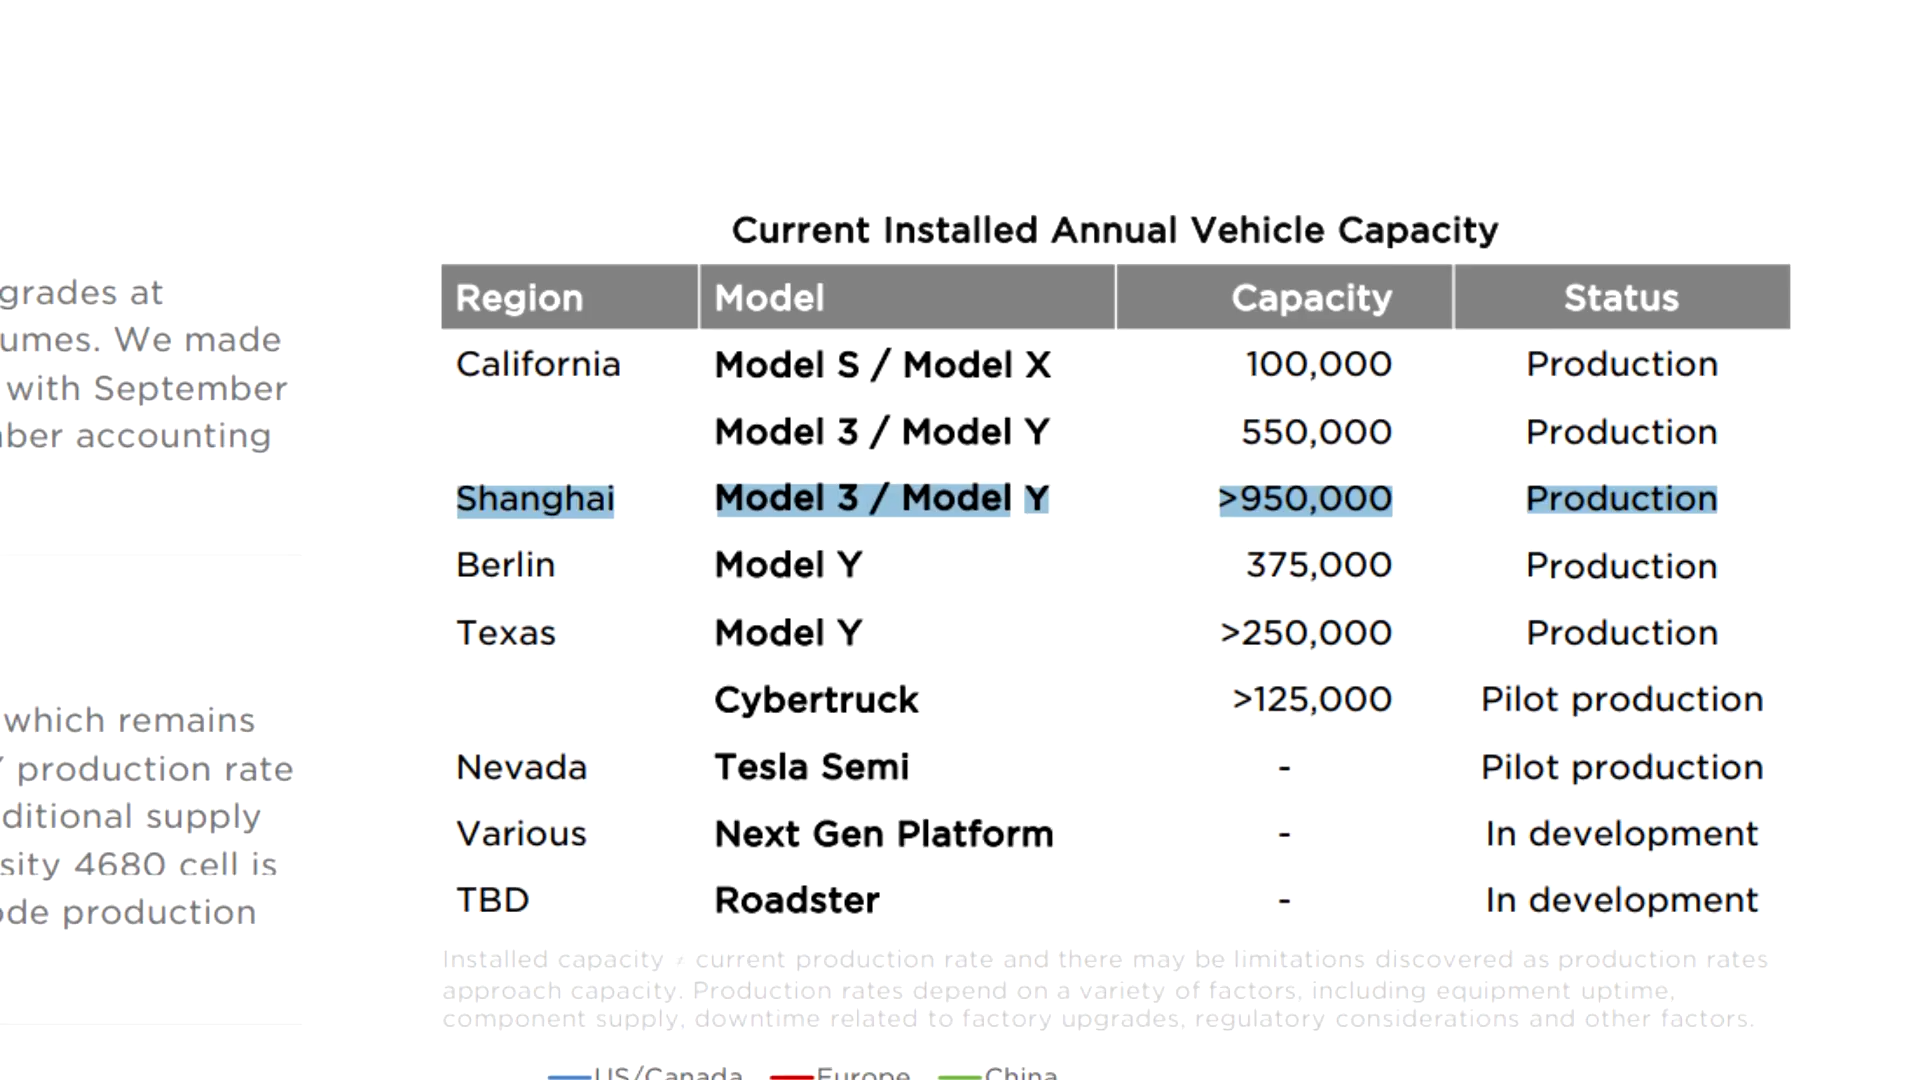 grades at
umes. We made
with September
ber accounting
which remains
production rate
ditional supply
sity 4680 cell is
ode production
Current Installed Annual Vehicle Capacity
Region Model Capacity Status
California Model S / Model X 100,000 Production
Model 3 / Model Y 550,000 Production
Shanghai Model 3 / Model Y >950,000 Production
Berlin Model Y 375,000 Production
Texas Model Y >250,000 Production
Cybertruck >125,000 Pilot production
Nevada Tesla Semi - Pilot production
Various Next Gen Platform - In development
TBD Roadster - In development
Installed capacity ≠ current production rate and there may be limitations discovered as production rates
approach capacity. Production rates depend on a variety of factors, including equipment uptime,
component supply, downtime related to factory upgrades, regulatory considerations and other factors.
US/Canada Europe China